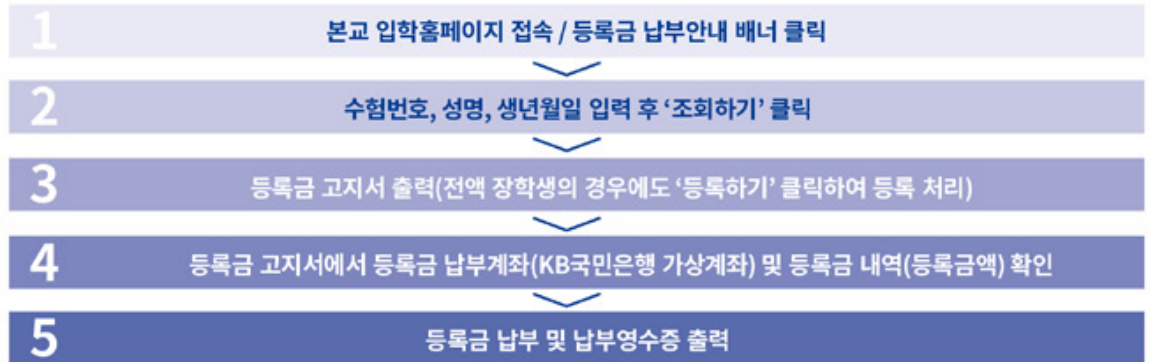 1 본교 입학홈페이지 접속 / 등록금 납부안내 배너 클릭
2 수험번호, 성명, 생년월일 입력 후 ‘조회하기’ 클릭
3 등록금 고지서 출력(전액 장학생의 경우에도 ‘등록하기’ 클릭하여 등록 처리)
4 등록금 고지서에서 등록금 납부계좌(KB국민은행 가상계좌) 및 등록금 내역(등록금액) 확인
5 등록금 납부 및 납부영수증 출력